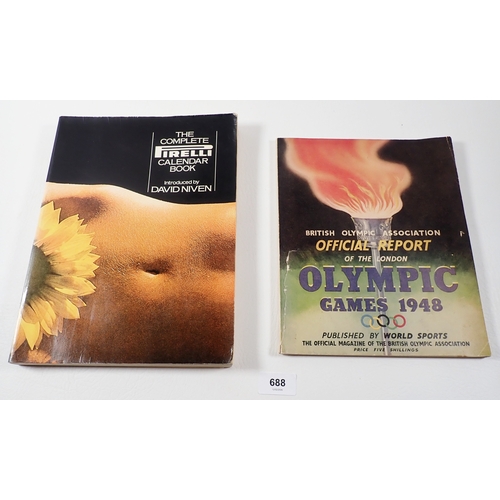 THE
COMPLETE
PIRELLI
CALENDAR
BOOK
Introduced by
DAVID NIVEN
BRITISH OLYMPIC ASSOCIATION
OFFICIAL REPORT
OF THE LONDON
OLYMPIC
GAMES 1948
PUBLISHED BY WORLD SPORTS
THE OFFICIAL MAGAZINE OF THE BRITISH OLYMPIC ASSOCIATION
PRICE FIVE SHILLINGS
688